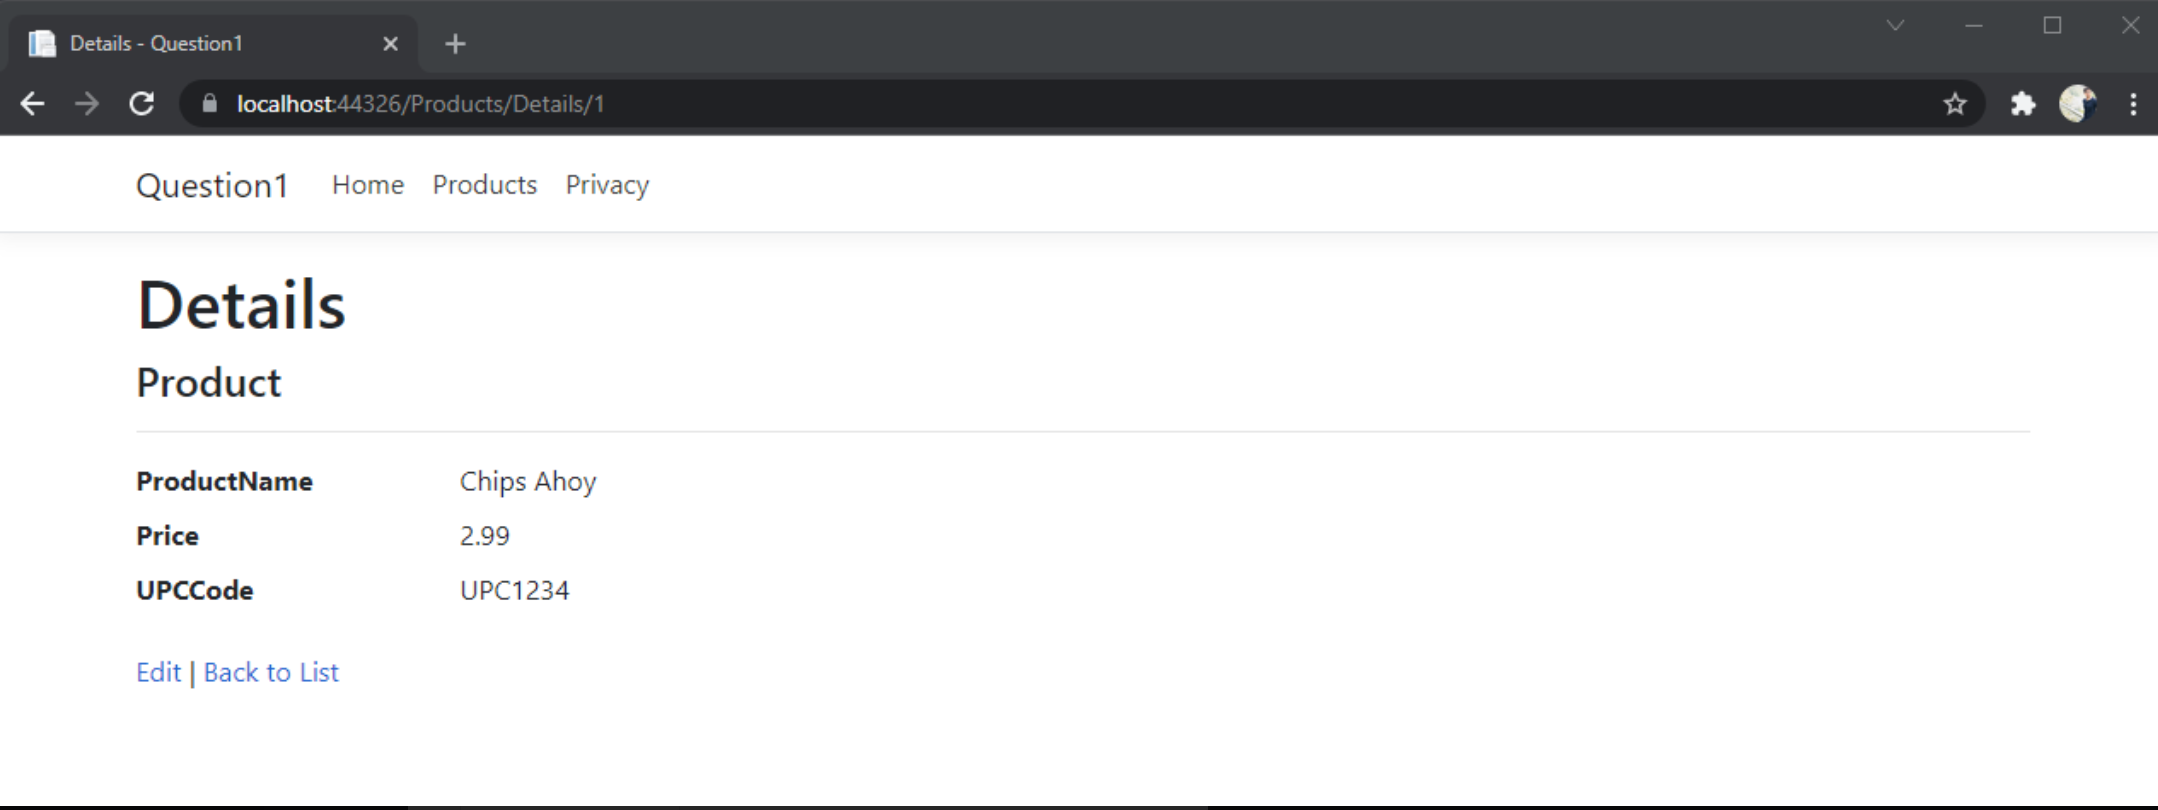 Details - Question1
localhost:44326/Products/Details/1
Question1 Home Products Privacy
Details
Product
ProductName Chips Ahoy
Price 2.99
UPCCode UPC1234
Edit | Back to List